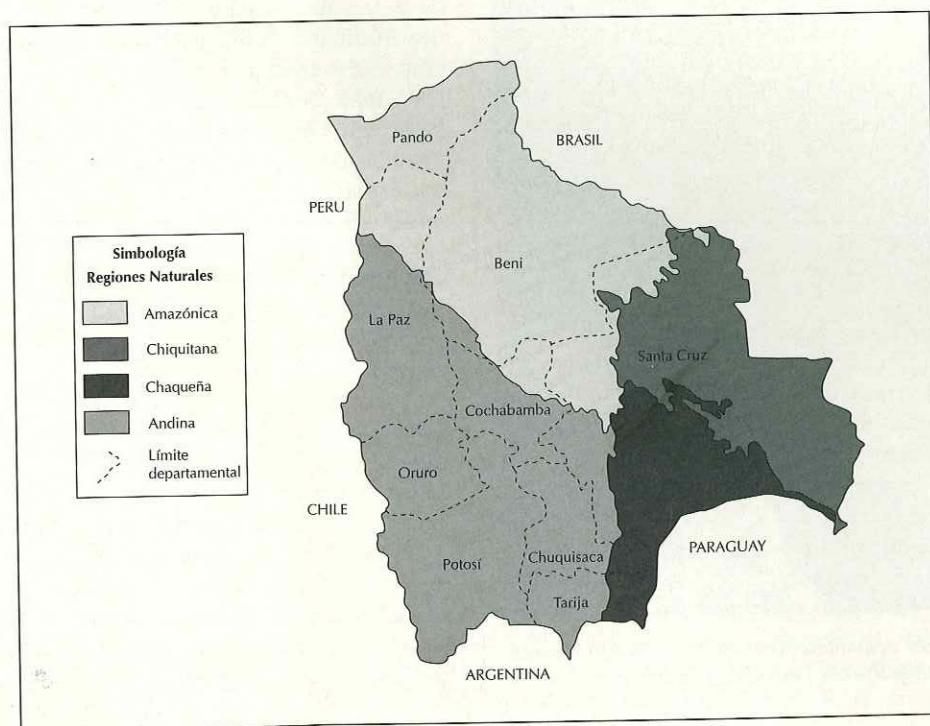 Pando
BRASIL
PERU
Beni
Simbología
Regiones Naturales
Amazónica
Chiquitana
Chaqueña
Andina
Límite
departamental
La Paz
Santa Cruz
Cochabamba
Oruro
CHILE
Potosí
Chuquisaca
PARAGUAY
Tarija
ARGENTINA